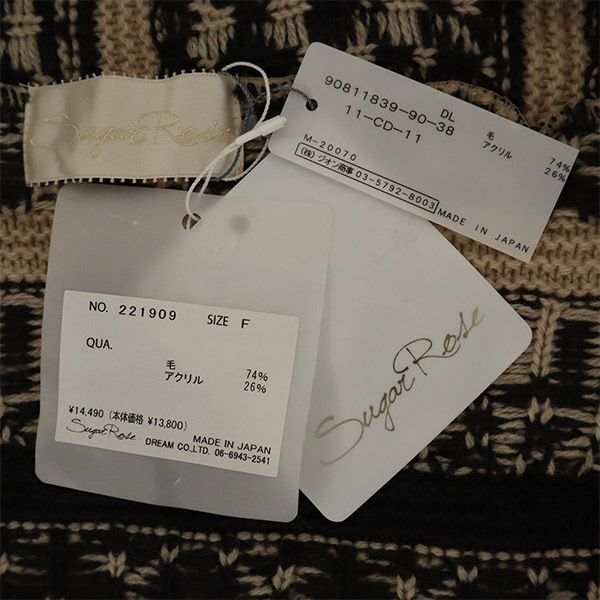 Sugar Rose
DL
90811839-90-38
11-CD-11
毛 74%
アクリル 26%
M-20070
(株)ジオン商事 03-5792-8003
MADE IN JAPAN
Sugar Rose
NO. 221909 SIZE F
QUA.
毛 74%
アクリル 26%
¥14,490 (本体価格 ¥13,800)
Sugar Rose MADE IN JAPAN
DREAM CO.,LTD. 06-6943-2541